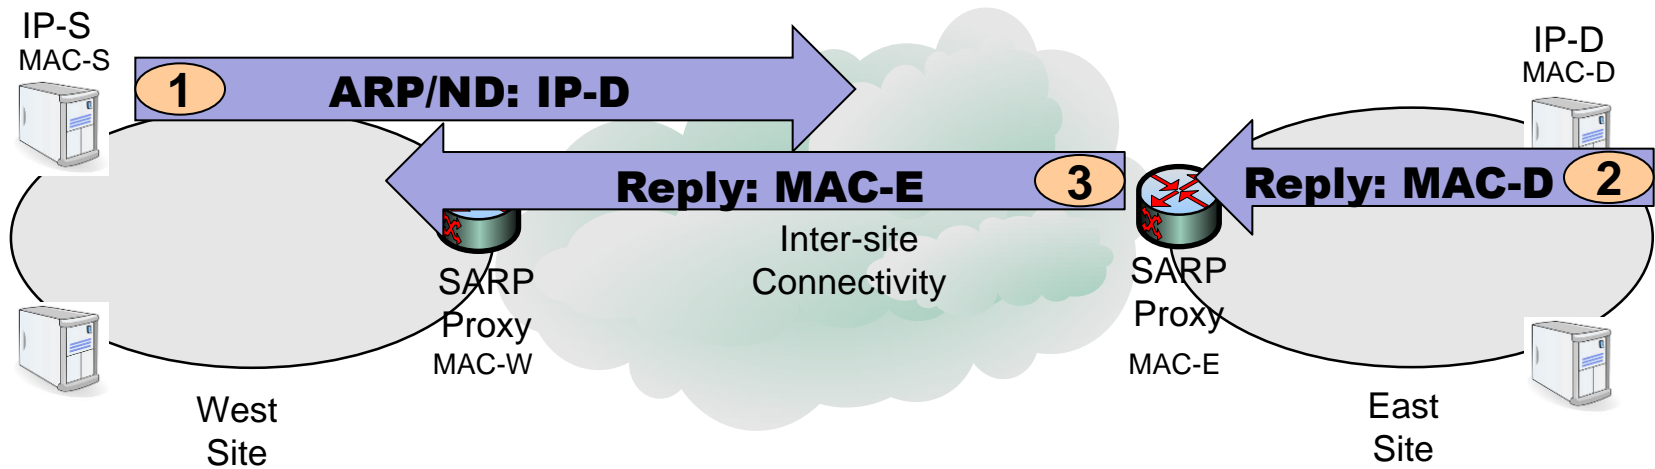 IP-S
MAC-S
1
ARP/ND: IP-D
IP-D
MAC-D
Reply: MAC-E
3
Reply: MAC-D
2
Inter-site
Connectivity
SARP
Proxy
MAC-W
SARP
Proxy
MAC-E
West
Site
East
Site